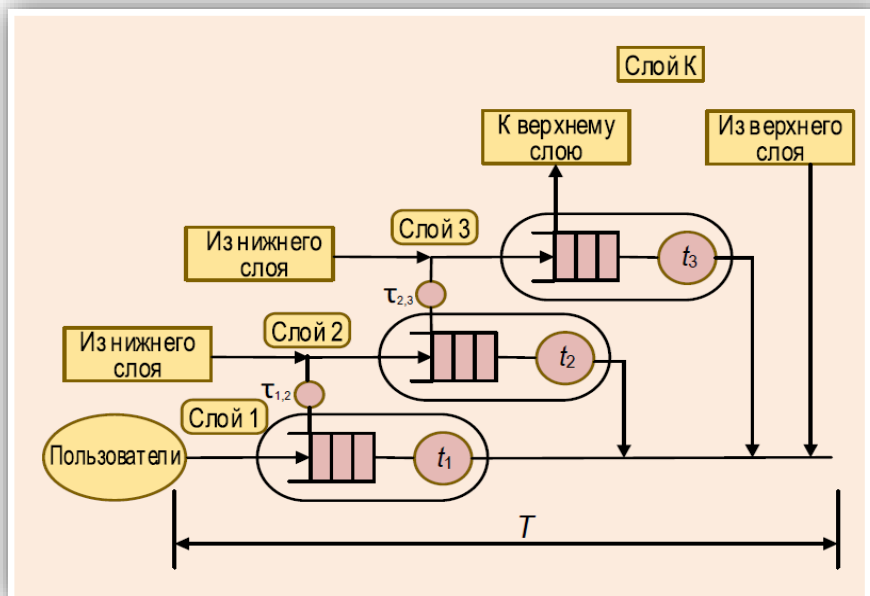 Слой К
К верхнему
слою
Из верхнего
слоя
Слой 3
Из нижнего
слоя
t3
τ2,3
Слой 2
Из нижнего
слоя
t2
τ1,2
Слой 1
Пользователи
t1
T